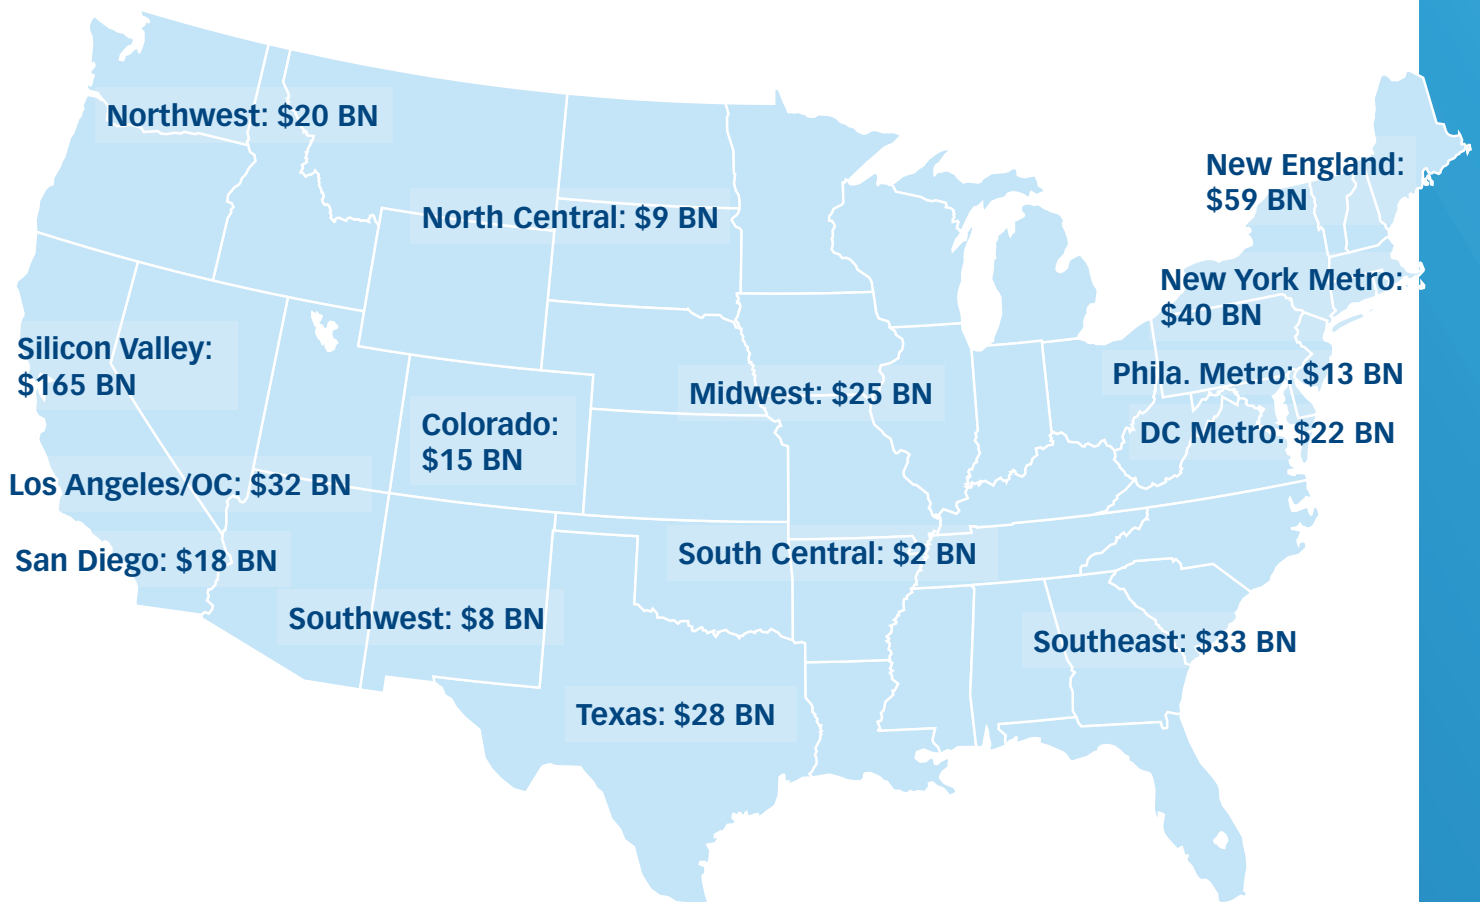 Northwest: $20 BN
New England:
$59 BN
North Central: $9 BN
New York Metro:
$40 BN
Silicon Valley:
$165 BN
Phila. Metro: $13 BN
Midwest: $25 BN
Colorado:
$15 BN
DC Metro: $22 BN
Los Angeles/OC: $32 BN
South Central: $2 BN
San Diego: $18 BN
Southwest: $8 BN
Southeast: $33 BN
Texas: $28 BN